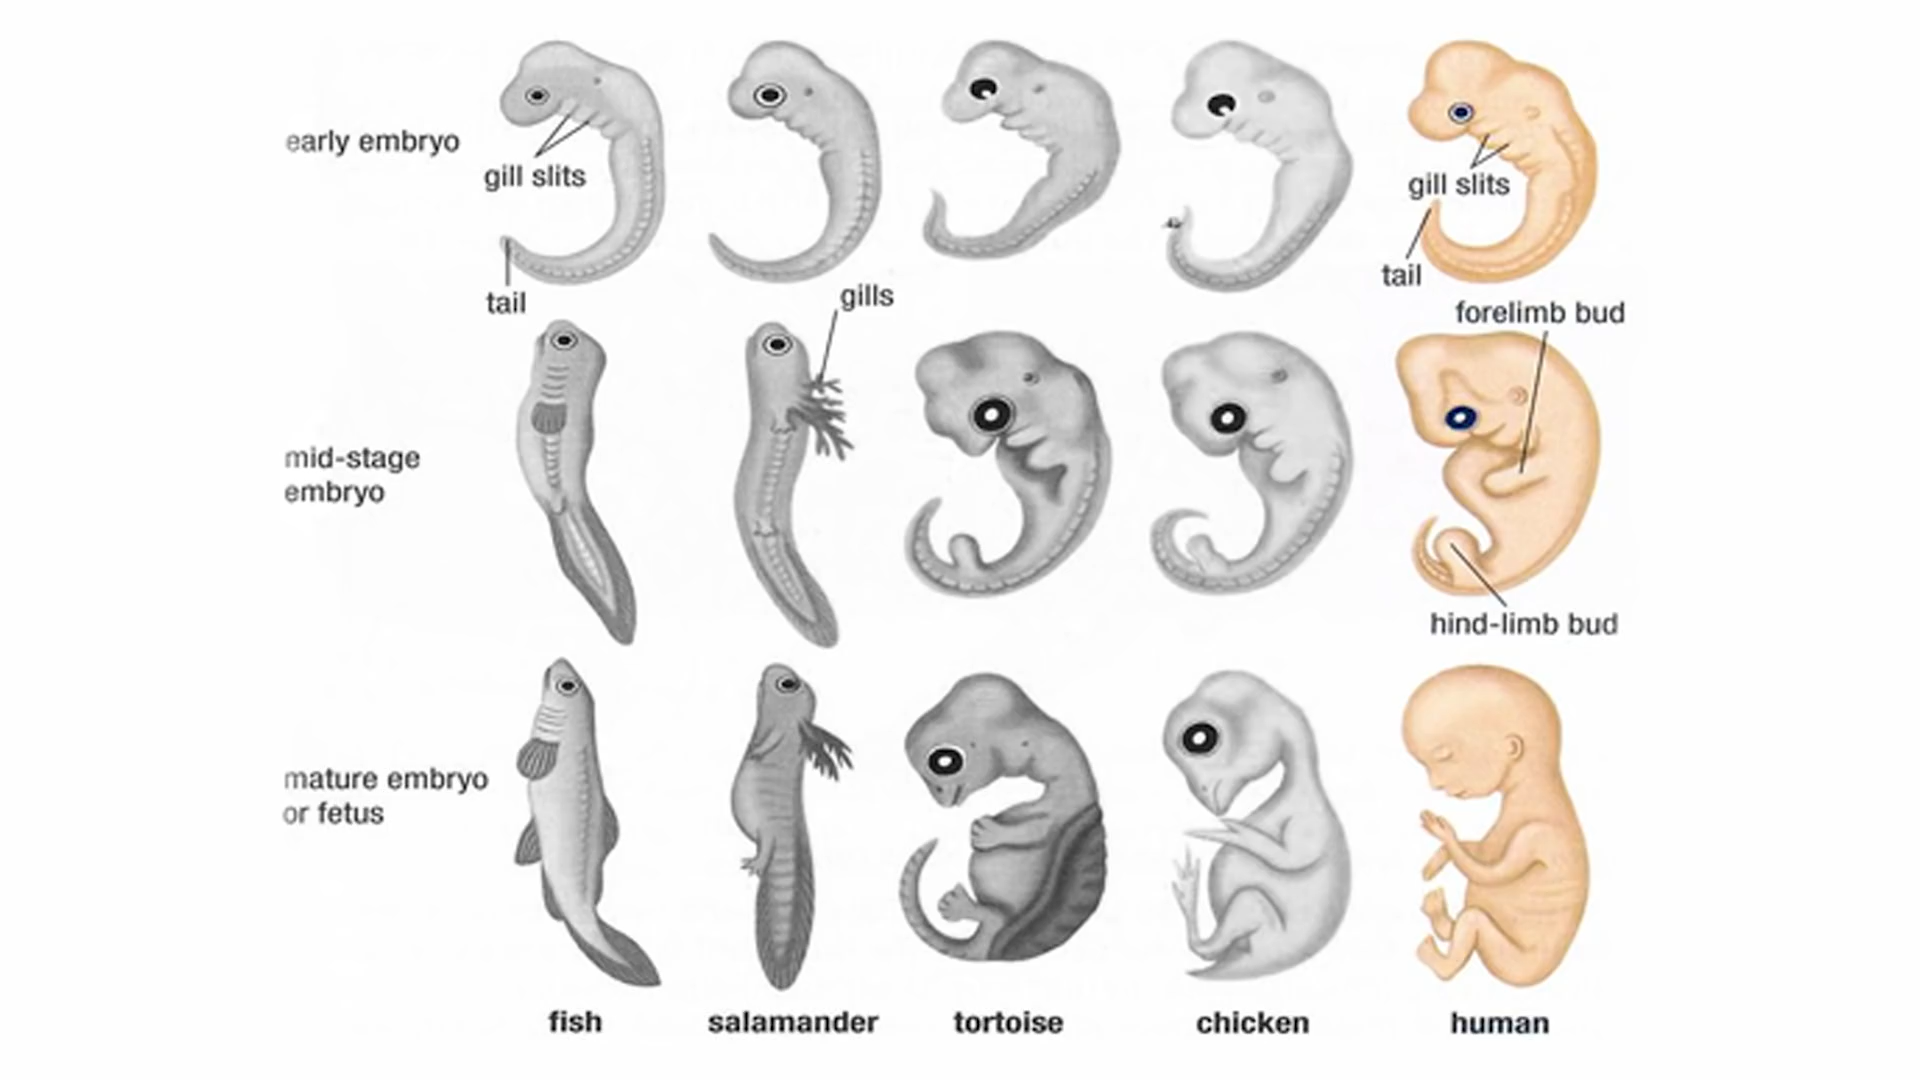 early embryo
gill slits
gill slits
tail
tail
gills
forelimb bud
mid-stage
embryo
hind-limb bud
mature embryo
or fetus
fish
salamander
tortoise
chicken
human